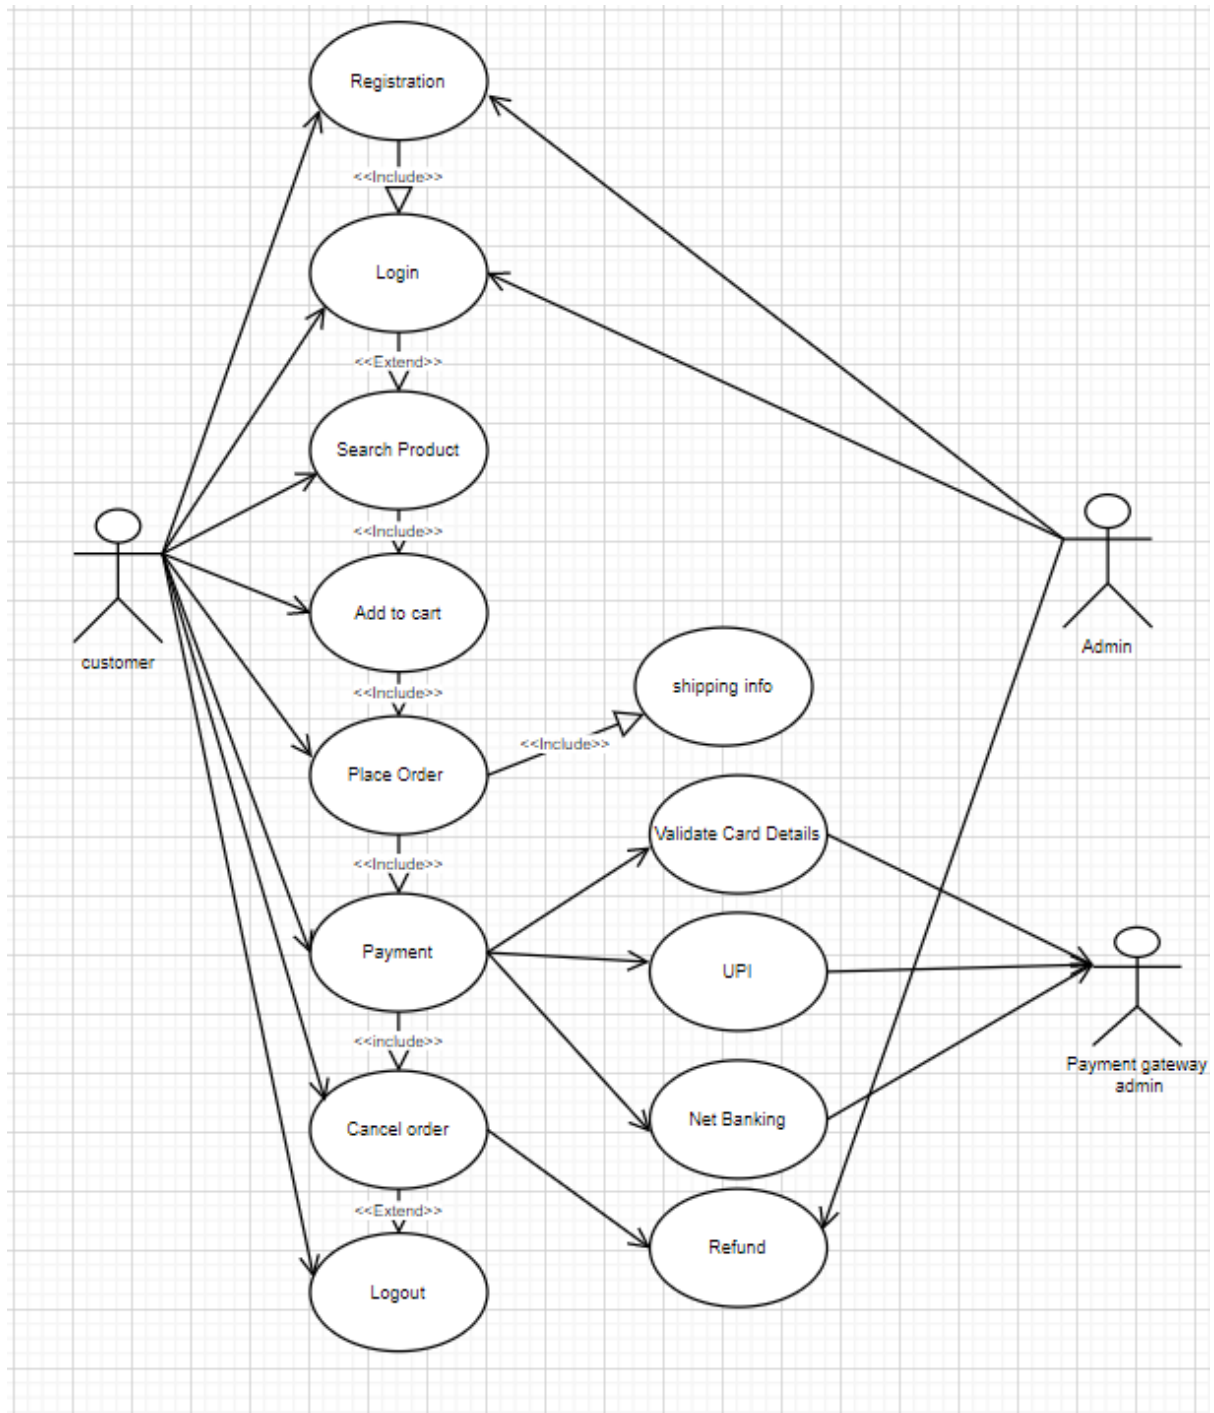 Registration
<<Include>>
Login
<<Extend>>
Search Product
<<Include>>
Add to cart
customer
Admin
<<Include>>
shipping info
<<Include>>
Place Order
Validate Card Details
<<Include>>
Payment
UPI
Payment gateway
admin
<<include>>
Net Banking
Cancel order
<<Extend>>
Refund
Logout